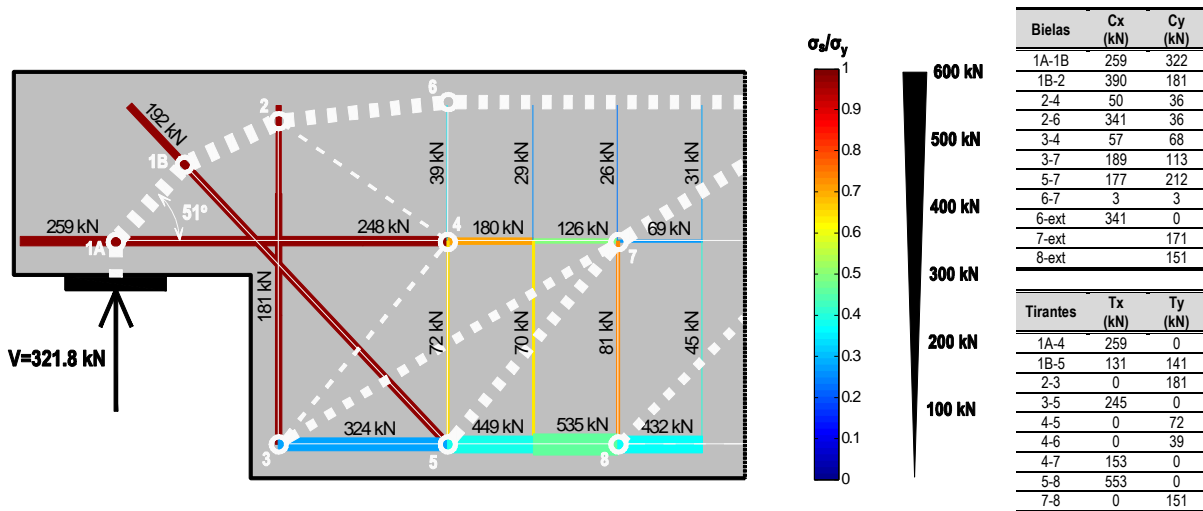 192 kN
2
6
1B
51°
259 kN
1A
248 kN
4
180 kN
126 kN
69 kN
7
39 kN
29 kN
26 kN
31 kN
181 kN
72 kN
70 kN
81 kN
45 kN
V=321.8 kN
324 kN
449 kN
535 kN
432 kN
3
5
8
σs/σy
1
0.9
0.8
0.7
0.6
0.5
0.4
0.3
0.2
0.1
0
600 kN
500 kN
400 kN
300 kN
200 kN
100 kN
Bielas Cx (kN) Cy (kN)
1A-1B 259 322
1B-2 390 181
2-4 50 36
2-6 341 36
3-4 57 68
3-7 189 113
5-7 177 212
6-7 3 3
6-ext 341 0
7-ext 171
8-ext 151
Tirantes Tx (kN) Ty (kN)
1A-4 259 0
1B-5 131 141
2-3 0 181
3-5 245 0
4-5 0 72
4-6 0 39
4-7 153 0
5-8 553 0
7-8 0 151